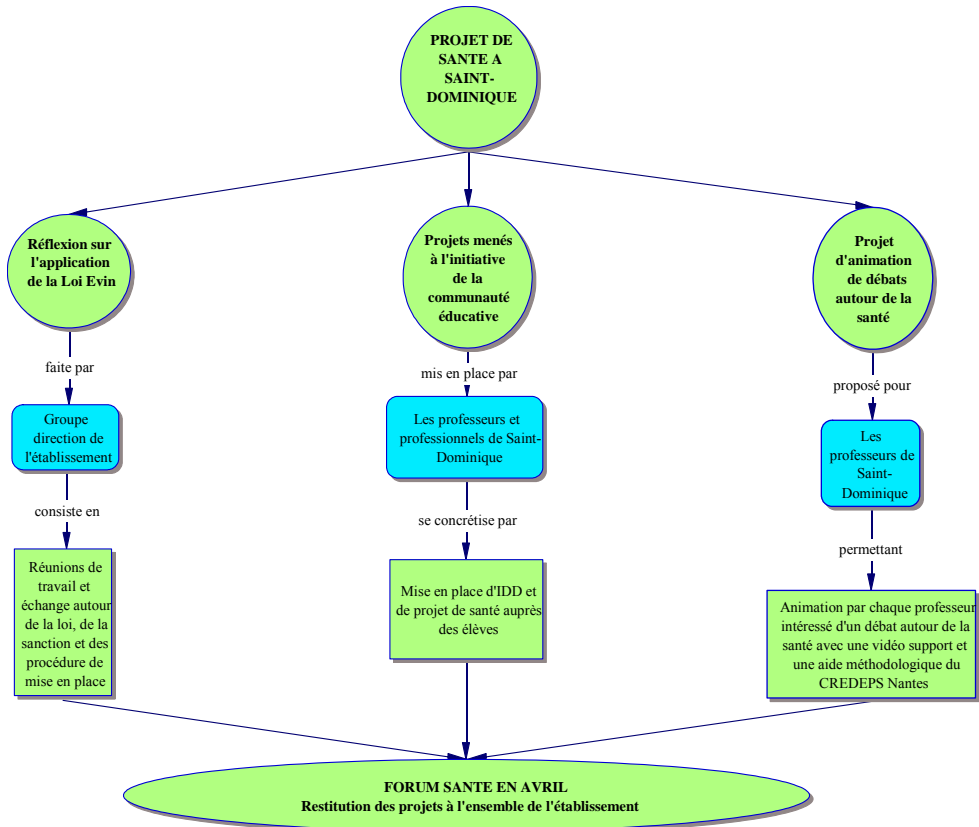 PROJET DE
SANTE A
SAINT-
DOMINIQUE
Réflexion sur
l'application
de la Loi Evin
Projets menés
à l'initiative
de la
communauté
éducative
Projet
d'animation
de débats
autour de la
santé
faite par
mis en place par
proposé pour
Groupe
direction de
l'établissement
Les professeurs et
professionnels de Saint-
Dominique
Les
professeurs de
Saint-
Dominique
consiste en
se concrétise par
permettant
Réunions de
travail et
échange autour
de la loi, de la
sanction et des
procédure de
mise en place
Mise en place d'IDD et
de projet de santé auprès
des élèves
Animation par chaque professeur
intéressé d'un débat autour de la
santé avec une vidéo support et
une aide méthodologique du
CREDEPS Nantes
FORUM SANTE EN AVRIL
Restitution des projets à l'ensemble de l'établissement